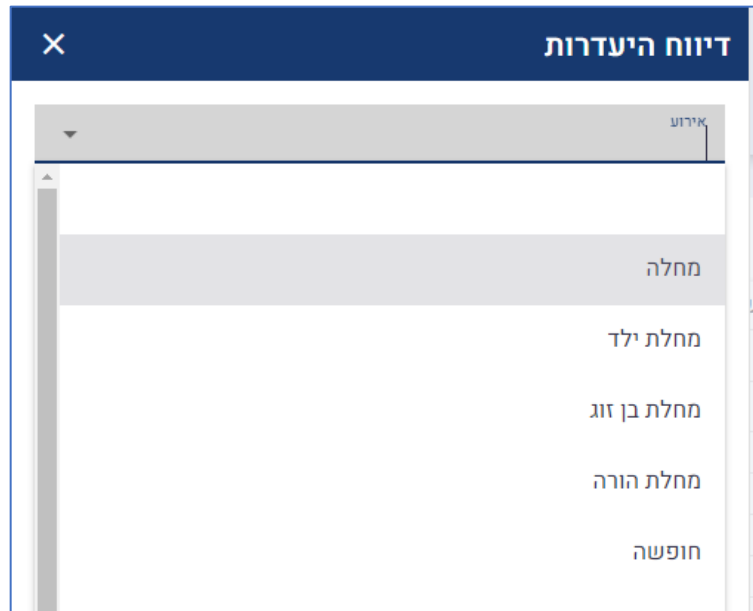 דיווח היעדרות
אירוע
מחלה
מחלת ילד
מחלת בן זוג
מחלת הורה
חופשה